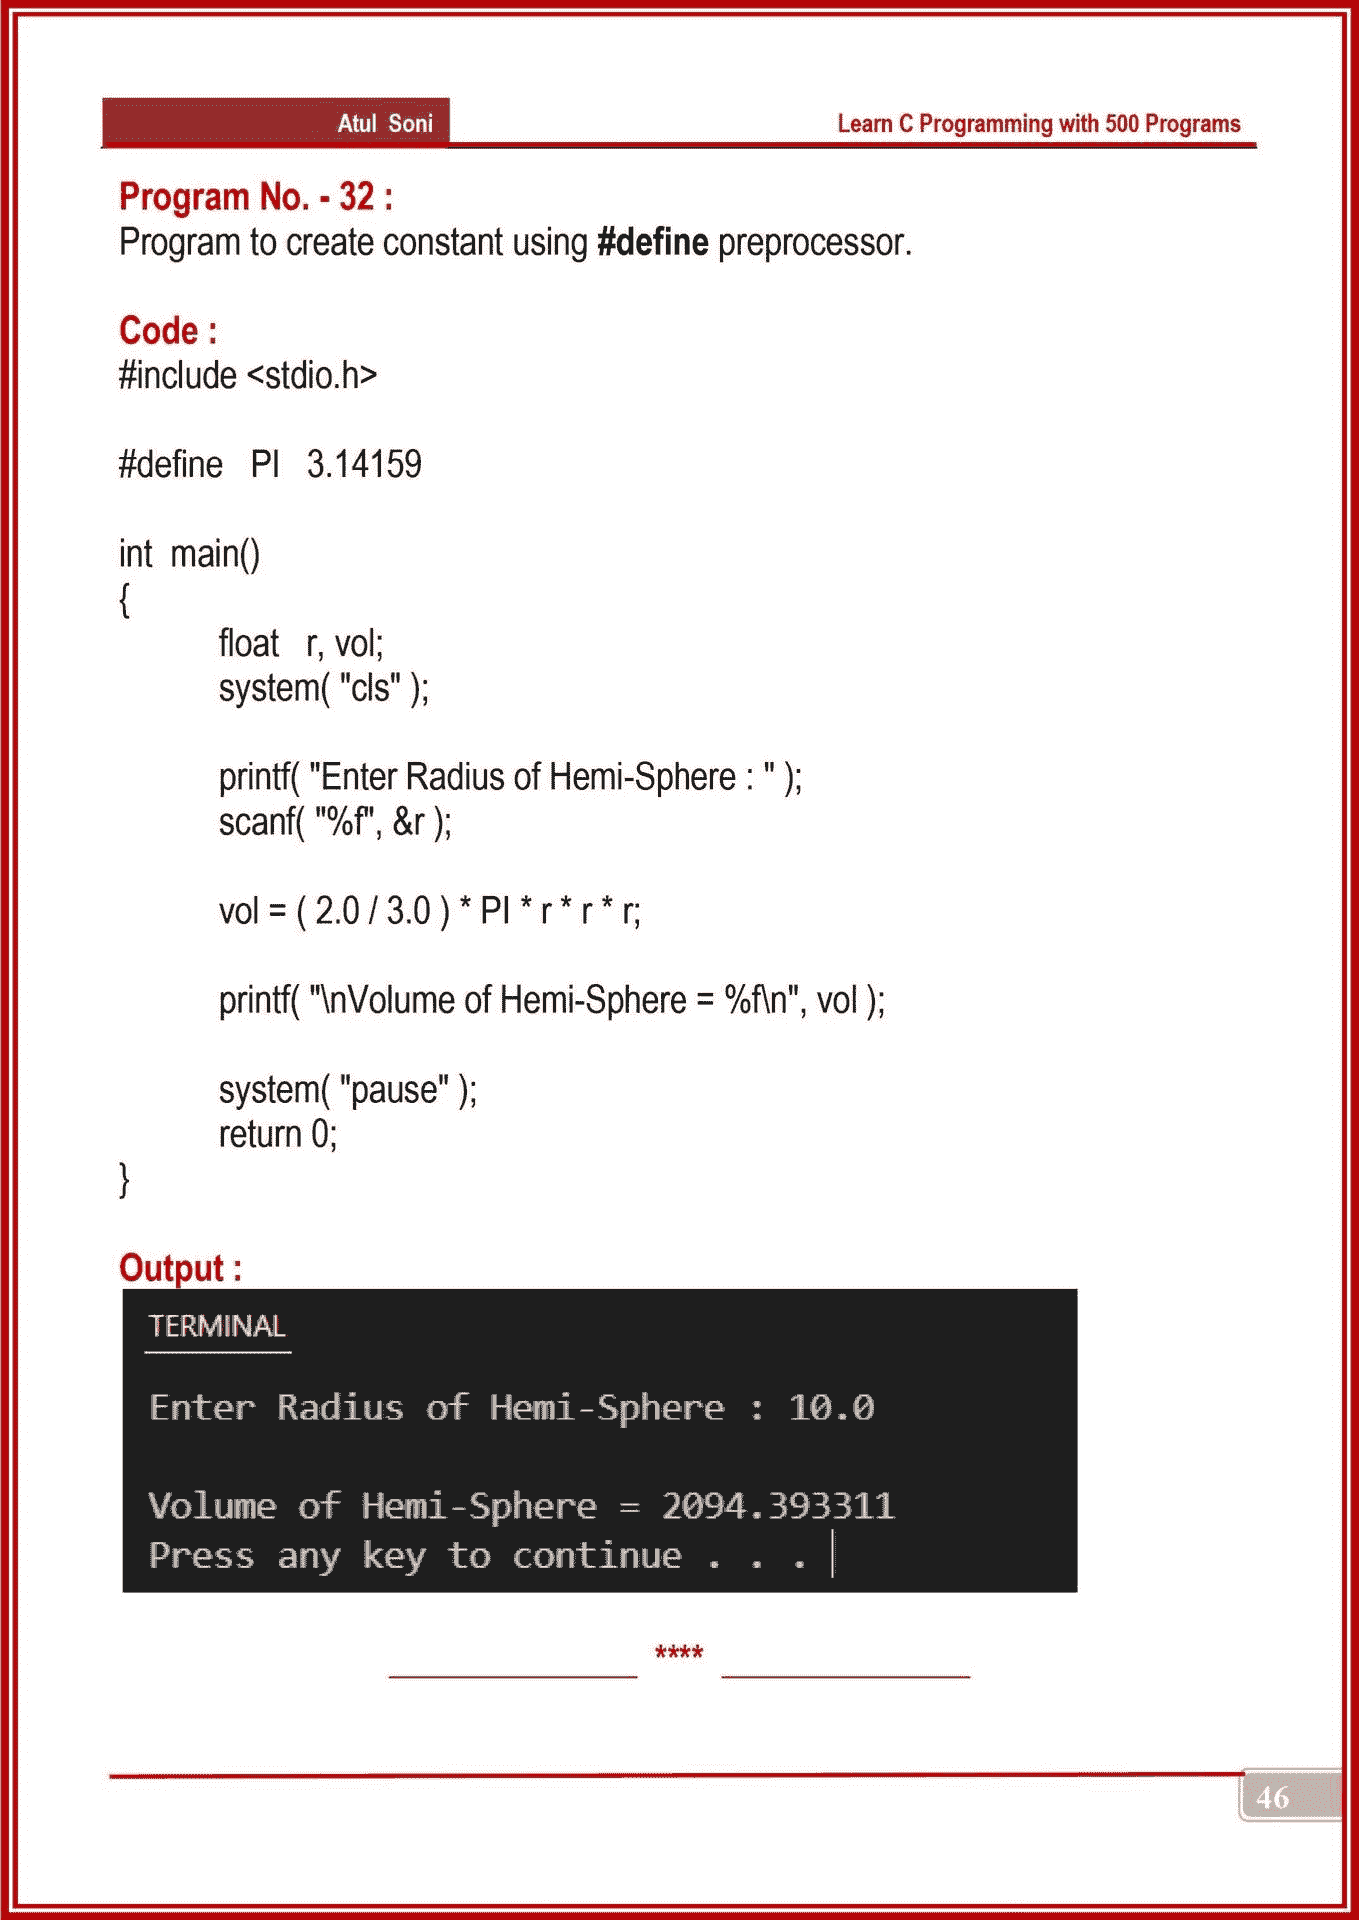 Atul Soni
Learn C Programming with 500 Programs
Program No. - 32 :
Program to create constant using #define preprocessor.
Code :
#include <stdio.h>
#define PI 3.14159
int main()
{
float r, vol;
system( "cls" );
printf( "Enter Radius of Hemi-Sphere : " );
scanf( "%f", &r );
vol = ( 2.0 / 3.0 ) * PI * r * r * r;
printf( "\nVolume of Hemi-Sphere = %f\n", vol );
system( "pause" );
return 0;
}
Output :
TERMINAL
Enter Radius of Hemi-Sphere : 10.0
Volume of Hemi-Sphere = 2094.393311
Press any key to continue . . .
****
46